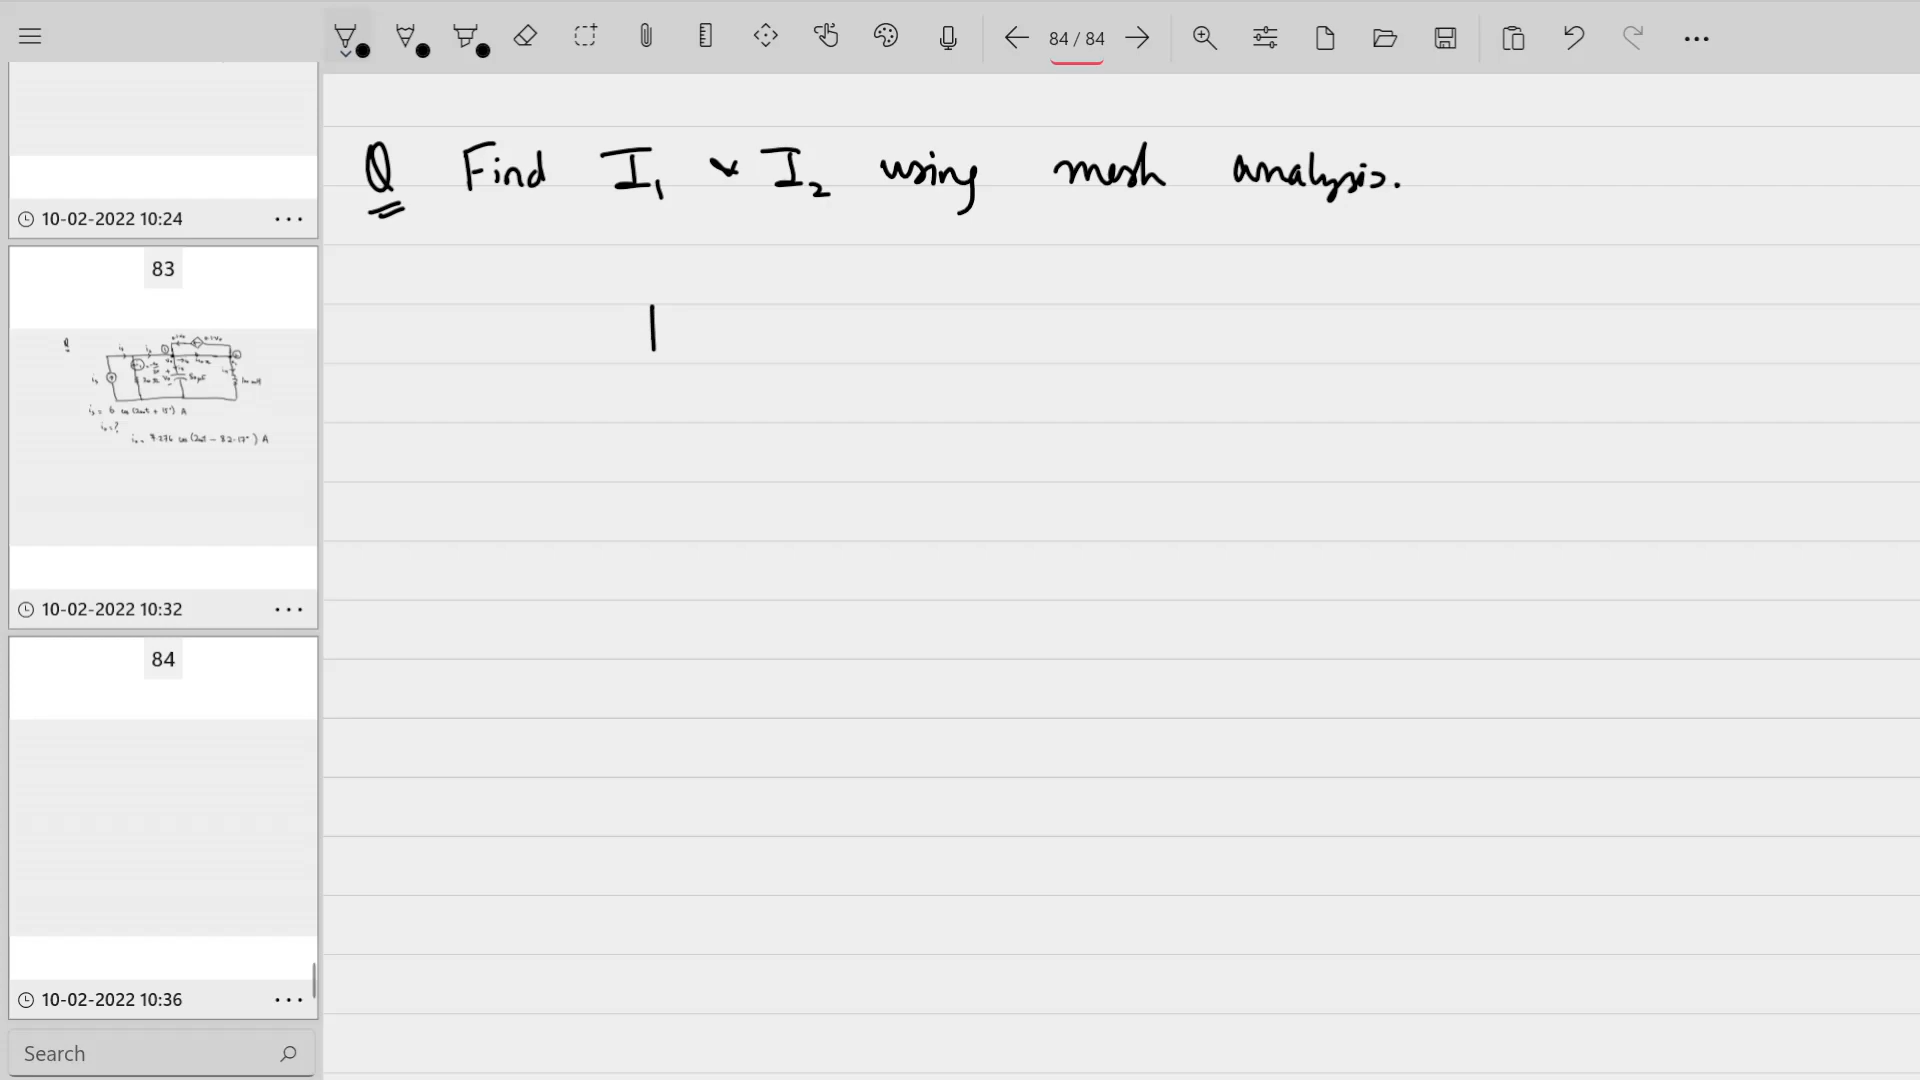 84 / 84
Q Find I1 & I2 using mesh analysis.
10-02-2022 10:24
83
10-02-2022 10:32
84
10-02-2022 10:36
Search